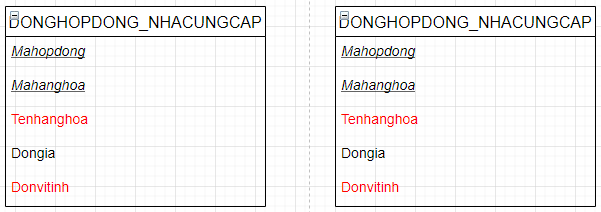 DONGHOPDONG_NHACUNGCAP
Mahopdong
Mahanghoa
Tenhanghoa
Dongia
Donvitinh
DONGHOPDONG_NHACUNGCAP
Mahopdong
Mahanghoa
Tenhanghoa
Dongia
Donvitinh